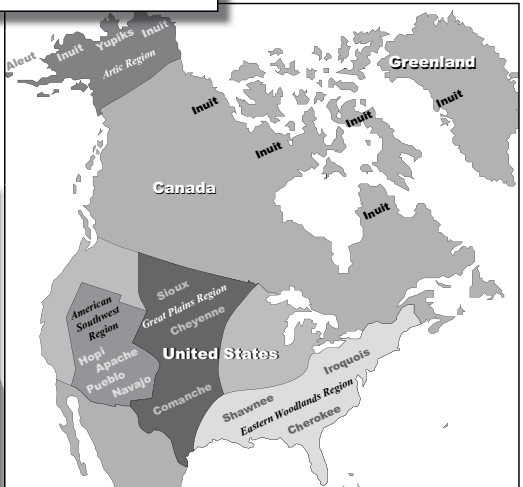 Aleut
Inuit
Yupiks
Inuit
Artic Region
Greenland
Inuit
Inuit
Inuit
Inuit
Canada
Inuit
American
Southwest
Region
Hopi
Apache
Pueblo
Navajo
Sioux
Great Plains Region
Cheyenne
United States
Comanche
Iroquois
Shawnee
Eastern Woodlands Region
Cherokee